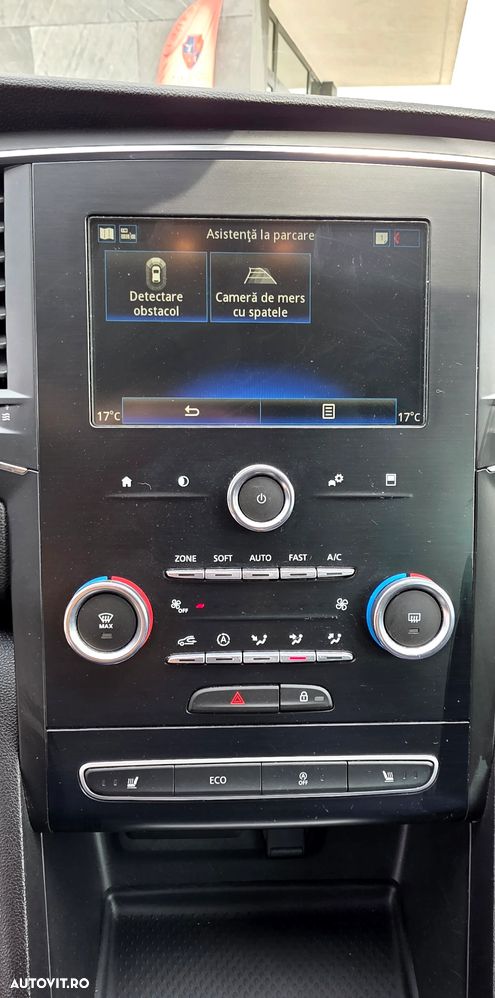 Asistență la parcare
Detectare obstacol
Cameră de mers cu spatele
17°C
17°C
ZONE SOFT AUTO FAST A/C
MAX
OFF
A
ECO
A OFF
AUTOVIT.RO